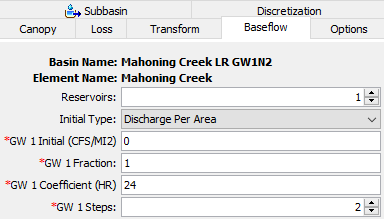 Subbasin Discretization
Canopy Loss Transform Baseflow Options
Basin Name: Mahoning Creek LR GW1N2
Element Name: Mahoning Creek
Reservoirs: 1
Initial Type: Discharge Per Area
*GW 1 Initial (CFS/MI2) 0
*GW 1 Fraction: 1
*GW 1 Coefficient (HR) 24
*GW 1 Steps: 2